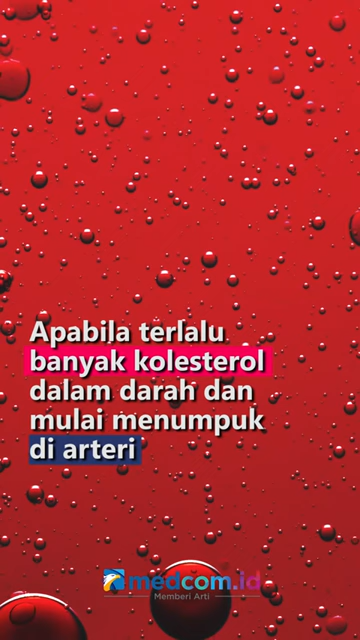 Apabila terlalu
banyak kolesterol
dalam darah dan
mulai menumpuk
di arteri
medcom.id
Memberi Arti